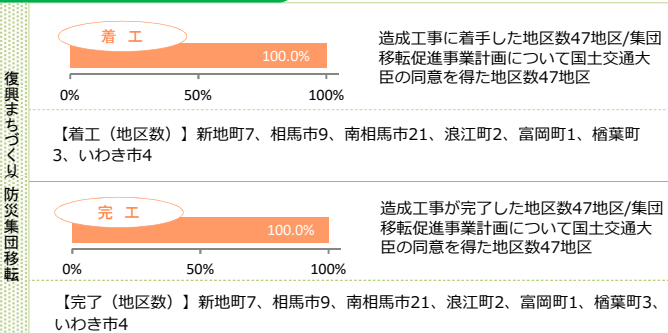 復興まちづくり 防災集団移転
着 工
100.0%
0% 50% 100%
造成工事に着手した地区数47地区/集団
移転促進事業計画について国土交通大
臣の同意を得た地区数47地区
【着工（地区数）】新地町7、相馬市9、南相馬市21、浪江町2、富岡町1、楢葉町
3、いわき市4
完 工
100.0%
0% 50% 100%
造成工事が完了した地区数47地区/集団
移転促進事業計画について国土交通大
臣の同意を得た地区数47地区
【完了（地区数）】新地町7、相馬市9、南相馬市21、浪江町2、富岡町1、楢葉町3、
いわき市4